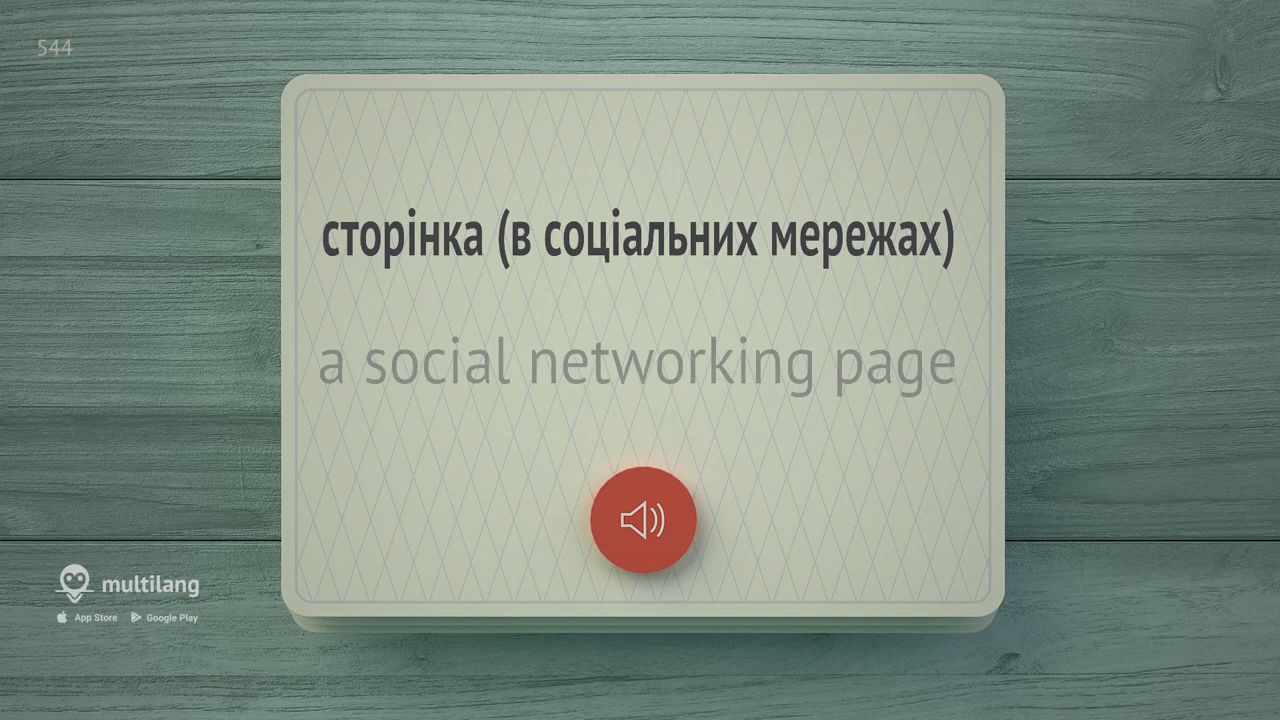 544
сторінка (в соціальних мережах)
a social networking page
multilang
App Store Google Play